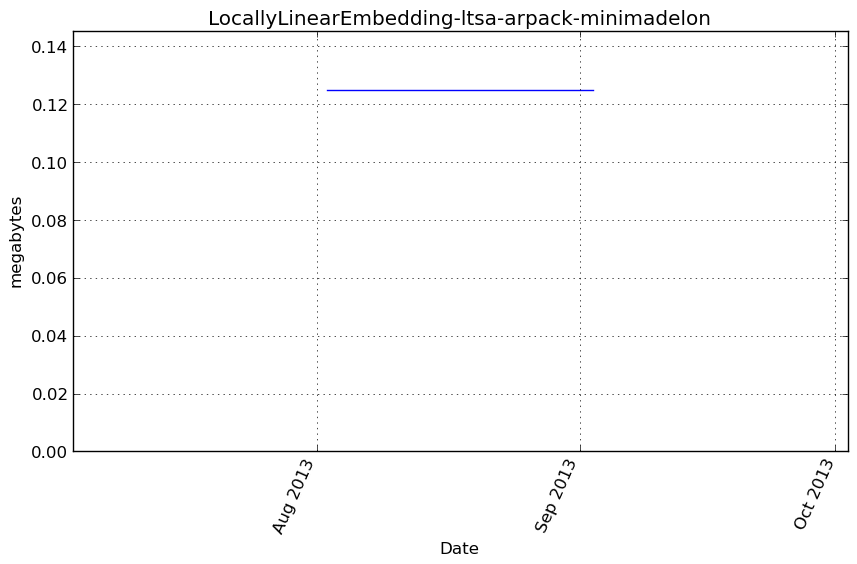 LocallyLinearEmbedding-ltsa-arpack-minimadelon
0.14
0.12
0.10
0.08
0.06
0.04
0.02
0.00
megabytes
Aug 2013
Sep 2013
Oct 2013
Date